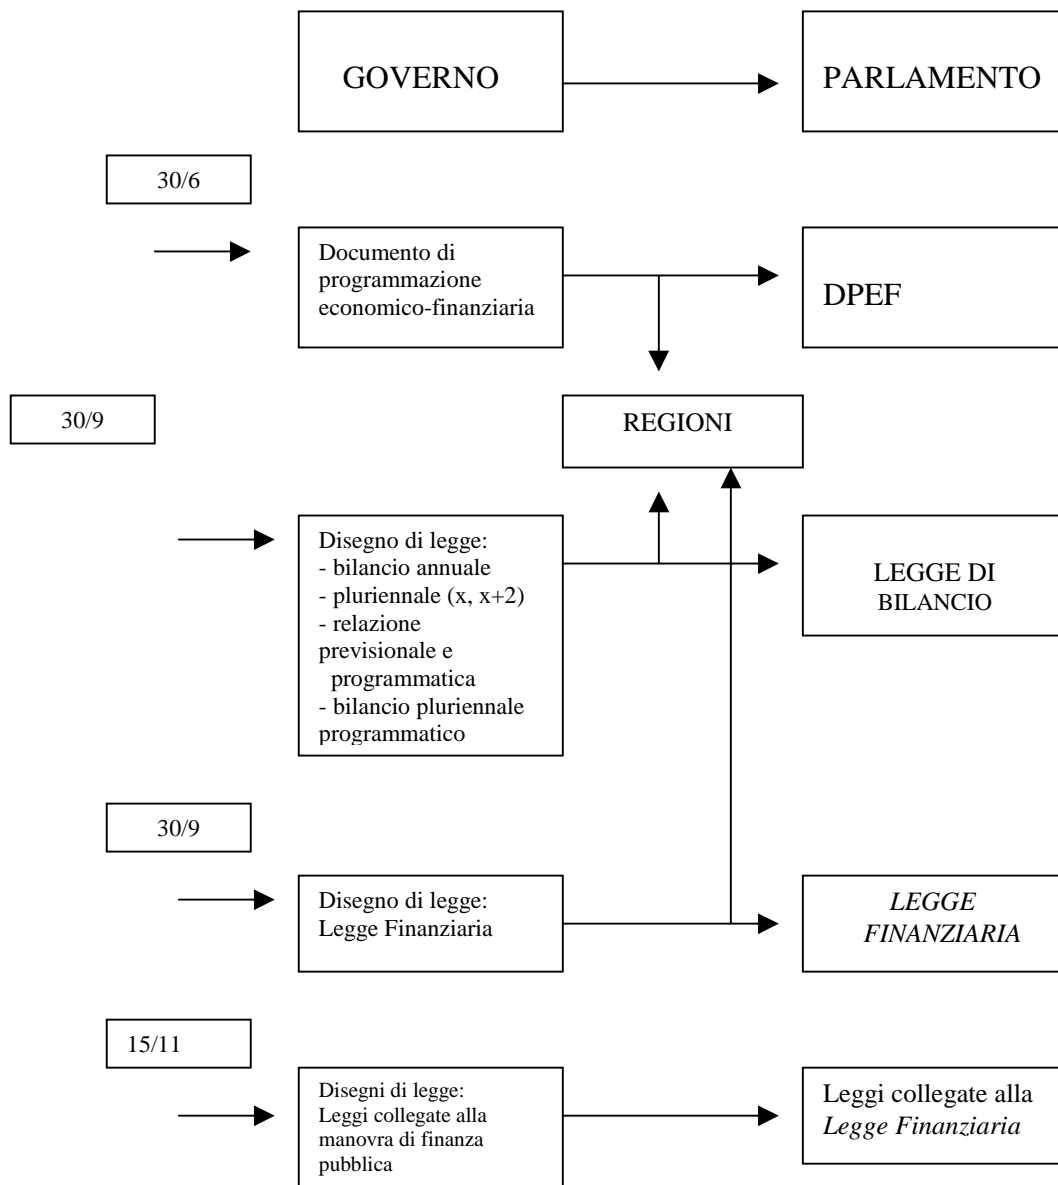 GOVERNO
PARLAMENTO
30/6
Documento di
programmazione
economico-finanziaria
DPEF
30/9
REGIONI
Disegno di legge:
- bilancio annuale
- pluriennale (x, x+2)
- relazione
previsionale e
programmatica
- bilancio pluriennale
programmatico
LEGGE DI
BILANCIO
30/9
Disegno di legge:
Legge Finanziaria
LEGGE
FINANZIARIA
15/11
Disegni di legge:
Leggi collegate alla
manovra di finanza
pubblica
Leggi collegate alla
Legge Finanziaria